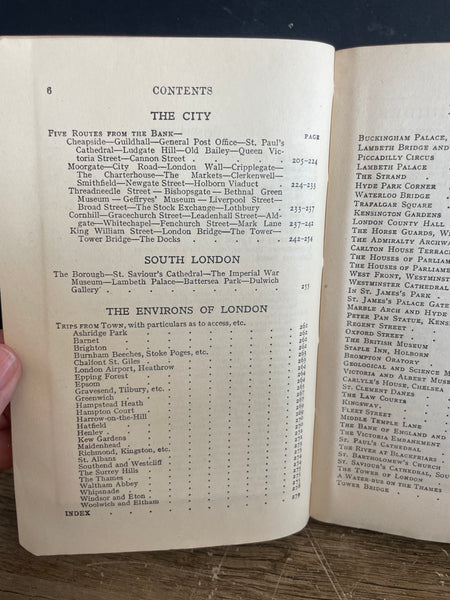 6 CONTENTS
THE CITY
FIVE ROUTES FROM THE BANK— PAGE
Cheapside—Guildhall—General Post Office—St. Paul's
Cathedral—Ludgate Hill—Old Bailey—Queen Vic-
toria Street—Cannon Street . . . . . 205-224
Moorgate—City Road—London Wall—Cripplegate—
The Charterhouse—The Markets—Clerkenwell—
Smithfield—Newgate Street—Holborn Viaduct 224-233
Threadneedle Street — Bishopsgate — Bethnal Green
Museum — Geffryes' Museum — Liverpool Street—
Broad Street—The Stock Exchange—Lothbury 233-237
Cornhill—Gracechurch Street—Leadenhall Street—Ald-
gate—Whitechapel—Fenchurch Street—Mark Lane 237-242
King William Street—London Bridge—The Tower—
Tower Bridge—The Docks . . . . 242-254
SOUTH LONDON
The Borough—St. Saviour's Cathedral—The Imperial War
Museum—Lambeth Palace—Battersea Park—Dulwich
Gallery . . . . . . . . 255
THE ENVIRONS OF LONDON
TRIPS FROM TOWN, with particulars as to access, etc. 262
Ashridge Park
Barnet
Brighton
Burnham Beeches, Stoke Poges, etc.
Chalfont St. Giles
London Airport, Heathrow
Epping Forest
Epsom
Gravesend, Tilbury, etc.
Greenwich
Hampstead Heath
Hampton Court
Harrow-on-the-Hill
Hatfield
Henley
Kew Gardens
Maidenhead
Richmond, Kingston, etc.
St. Albans
Southend and Westcliff
The Surrey Hills
The Thames
Waltham Abbey
Whipsnade
Windsor and Eton
Woolwich and Eltham
INDEX
BUCKINGHAM PALACE,
LAMBETH BRIDGE AND
PICCADILLY CIRCUS
LAMBETH PALACE
THE STRAND
HYDE PARK CORNER
WATERLOO BRIDGE
TRAFALGAR SQUARE
KENSINGTON GARDENS
LONDON COUNTY HALL
THE HORSE GUARDS,
THE ADMIRALTY ARCHWA
CARLTON HOUSE TERRAC
THE HOUSES OF PARLIAM
THE HOUSES OF PARLIAM
WEST FRONT, WESTMINST
WESTMINSTER CATHEDRAL
IN ST. JAMES'S PARK
ST. JAMES'S PALACE GATE
MARBLE ARCH AND HYDE
PETER PAN STATUE, KENS
REGENT STREET
OXFORD STREET
THE BRITISH MUSEUM
STAPLE INN, HOLBORN
BROMPTON ORATORY
GEOLOGICAL AND SCIENCE M
VICTORIA AND ALBERT MUSE
CARLYLE'S HOUSE, CHELSEA
ST. CLEMENT DANES
THE LAW COURTS
KINGSWAY
FLEET STREET
MIDDLE TEMPLE LANE
THE BANK OF ENGLAND AND
THE VICTORIA EMBANKMENT
ST. PAUL'S CATHEDRAL
THE RIVER AT BLACKFRIARS
ST. BARTHOLOMEW'S CHURCH
ST. SAVIOUR'S CATHEDRAL, SOU
THE TOWER OF LONDON
A WATER-BUS ON THE THAMES
TOWER BRIDGE